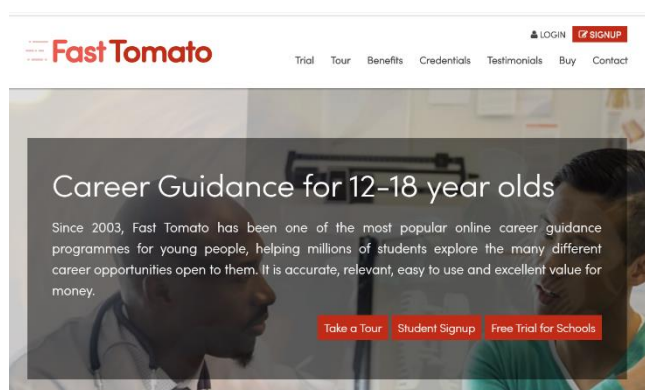 LOGIN SIGNUP
Fast Tomato
Trial Tour Benefits Credentials Testimonials Buy Contact
Career Guidance for 12-18 year olds
Since 2003, Fast Tomato has been one of the most popular online career guidance
programmes for young people, helping millions of students explore the many different
career opportunities open to them. It is accurate, relevant, easy to use and excellent value for
money.
Take a Tour Student Signup Free Trial for Schools